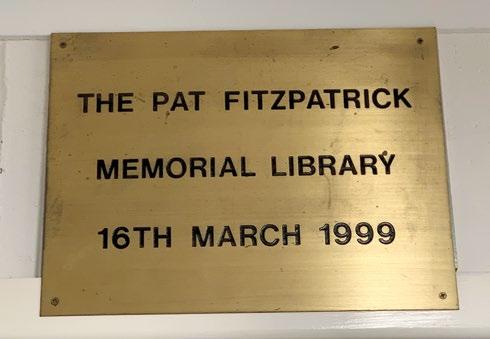 THE PAT FITZPATRICK
MEMORIAL LIBRARY
16TH MARCH 1999